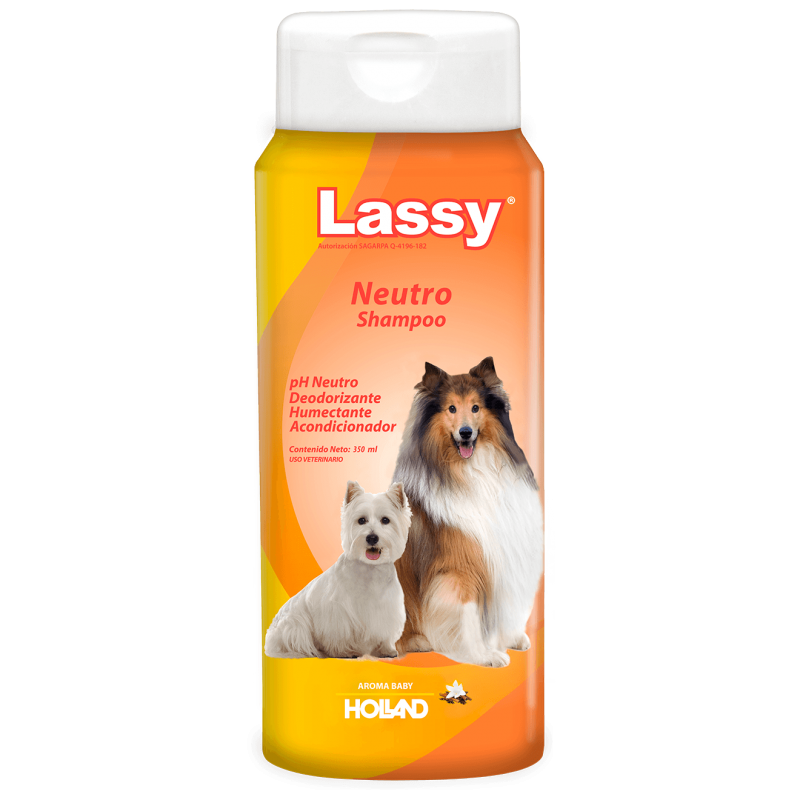 Lassy®
Autorización SAGARPA Q-4196-182
Neutro
Shampoo
pH Neutro
Deodorizante
Humectante
Acondicionador
Contenido Neto: 350 ml
USO VETERINARIO
AROMA BABY
HOLLAND